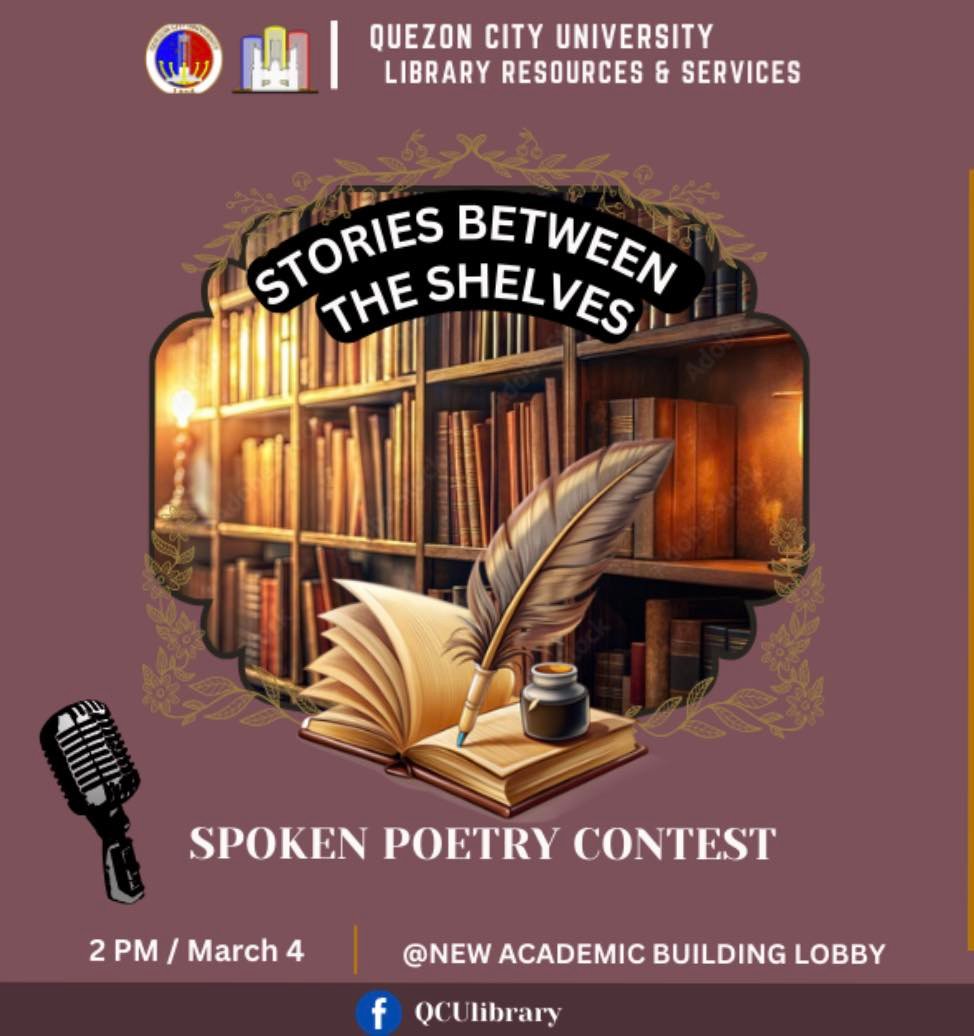 QUEZON CITY UNIVERSITY
LIBRARY RESOURCES & SERVICES
STORIES BETWEEN
THE SHELVES
SPOKEN POETRY CONTEST
2 PM / March 4
@NEW ACADEMIC BUILDING LOBBY
QCUlibrary